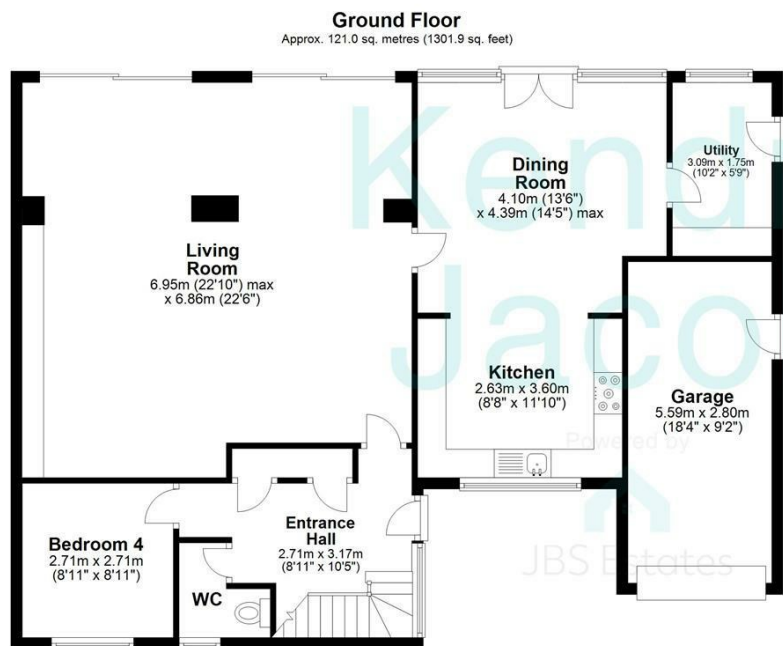 Ground Floor
Approx. 121.0 sq. metres (1301.9 sq. feet)
Utility
3.09m x 1.75m
(10'2" x 5'9")
Dining
Room
4.10m (13'6")
x 4.39m (14'5") max
Living
Room
6.95m (22'10") max
x 6.86m (22'6")
Kitchen
2.63m x 3.60m
(8'8" x 11'10")
Garage
5.59m x 2.80m
(18'4" x 9'2")
Entrance
Hall
2.71m x 3.17m
(8'11" x 10'5")
Bedroom 4
2.71m x 2.71m
(8'11" x 8'11")
WC
Kend
Jaco
Powered by
JBS Estates